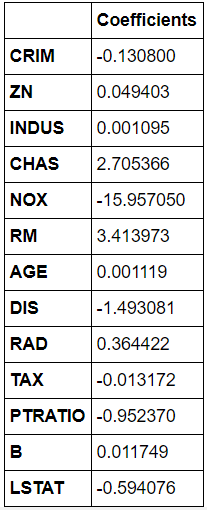 Coefficients
CRIM -0.130800
ZN 0.049403
INDUS 0.001095
CHAS 2.705366
NOX -15.957050
RM 3.413973
AGE 0.001119
DIS -1.493081
RAD 0.364422
TAX -0.013172
PTRATIO -0.952370
B 0.011749
LSTAT -0.594076